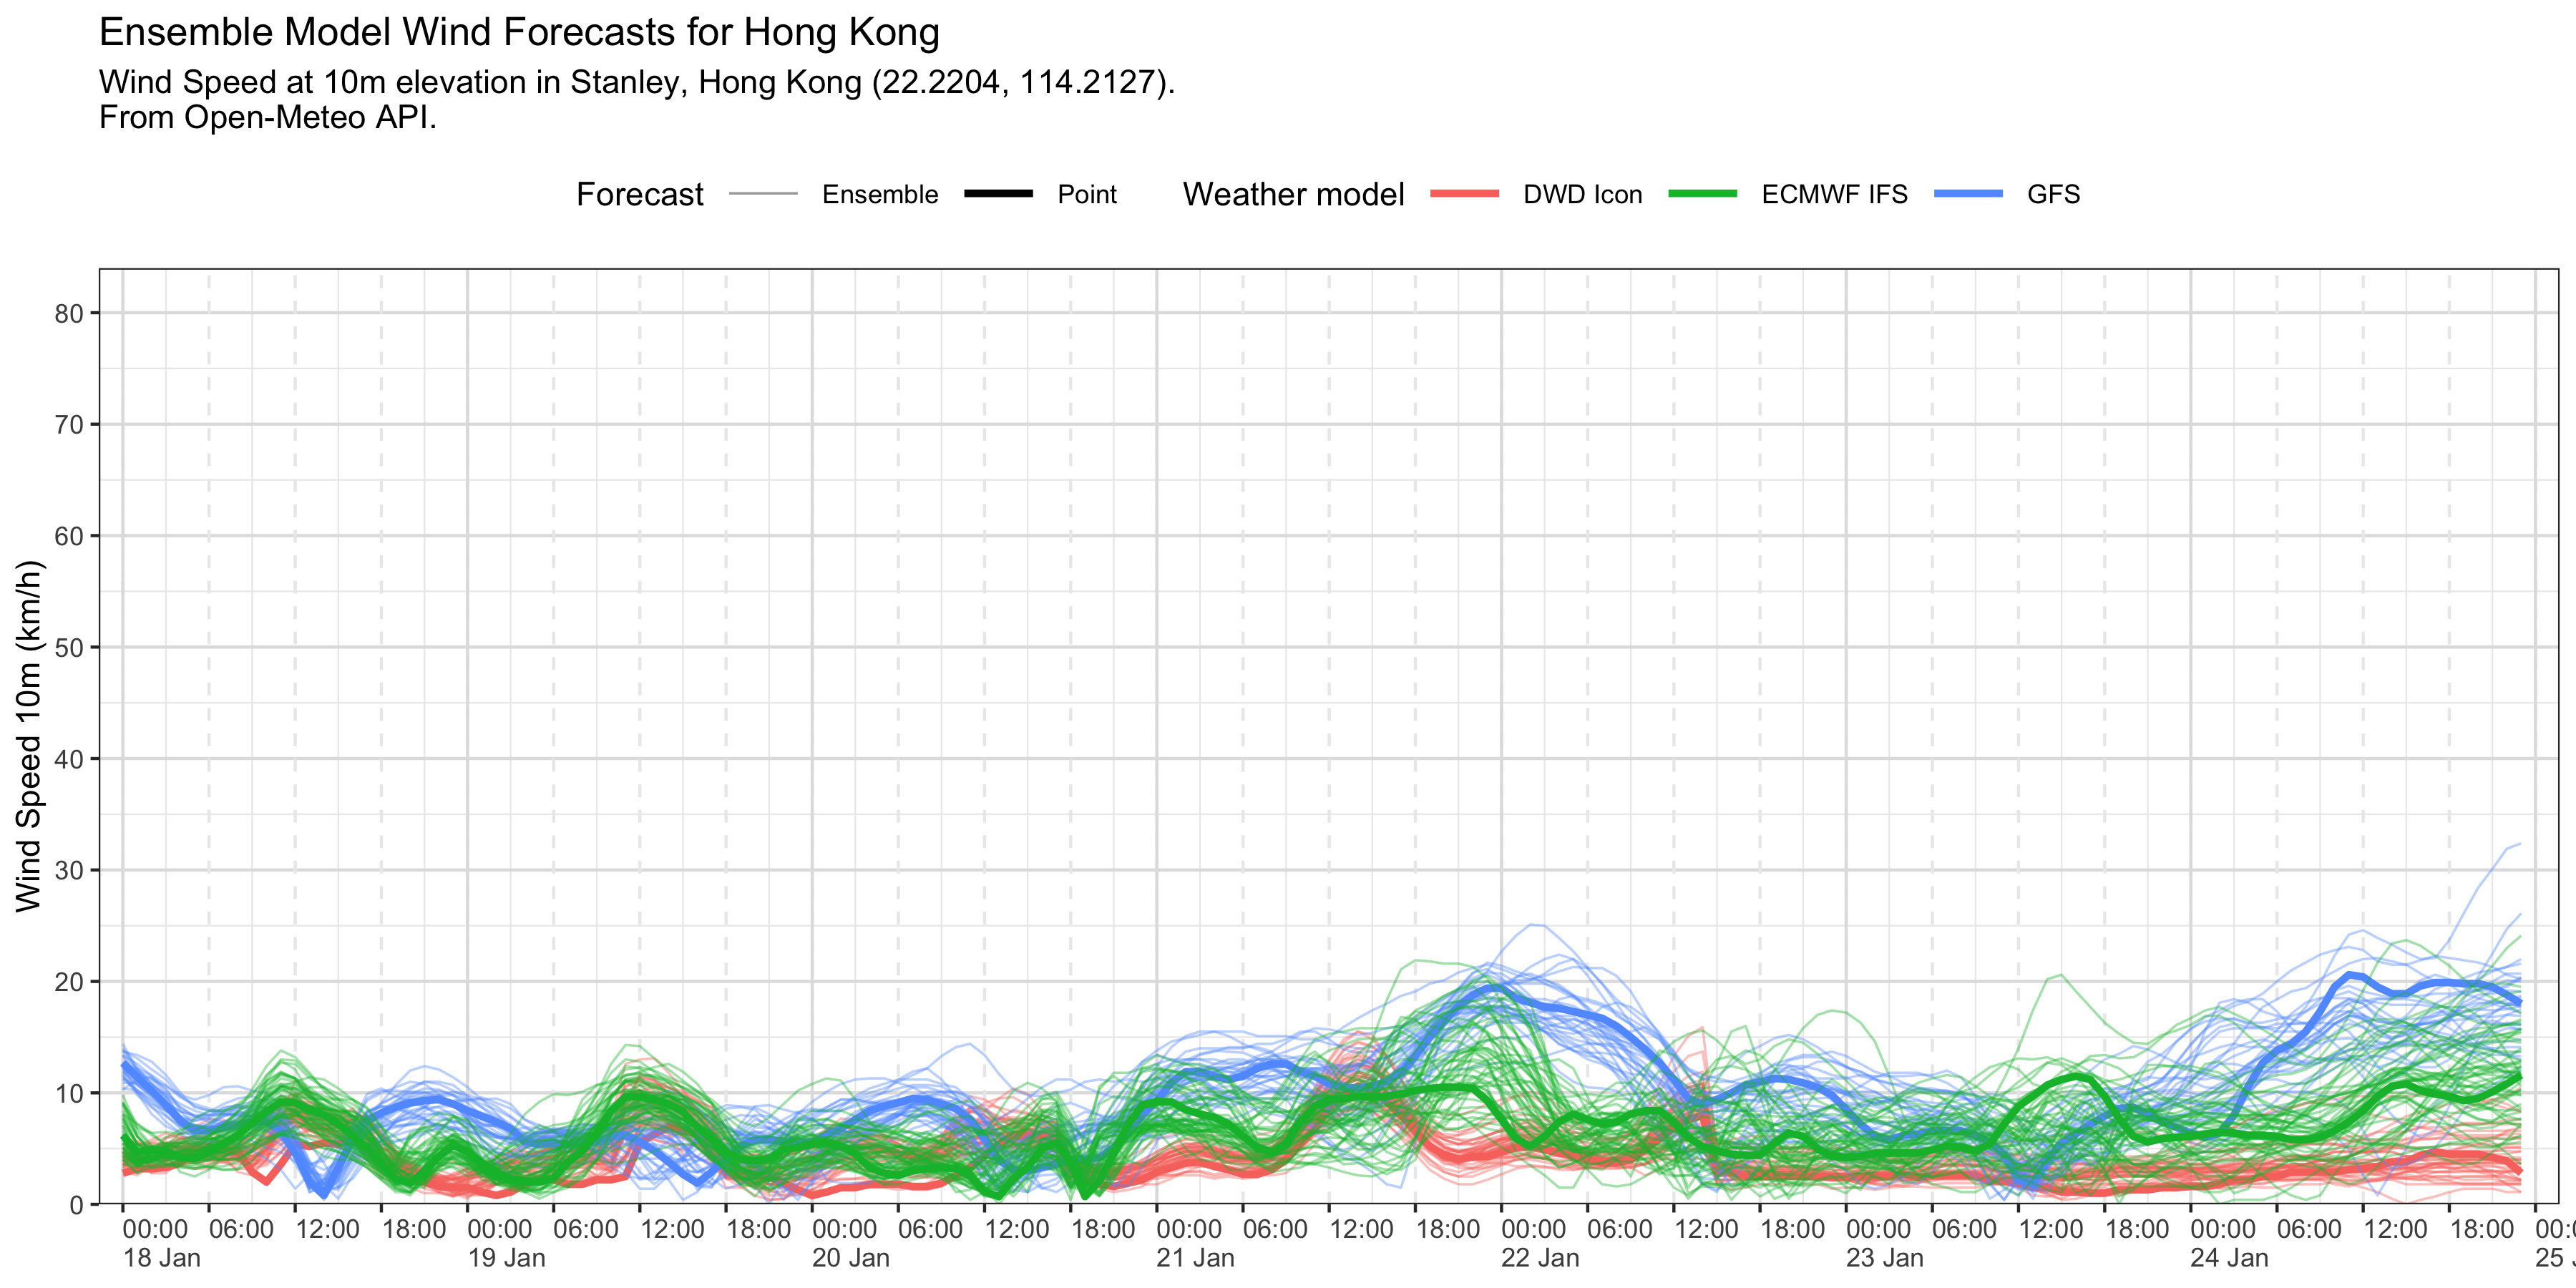 Ensemble Model Wind Forecasts for Hong Kong
Wind Speed at 10m elevation in Stanley, Hong Kong (22.2204, 114.2127).
From Open-Meteo API.
Forecast Ensemble Point Weather model DWD Icon ECMWF IFS GFS
Wind Speed 10m (km/h)
80
70
60
50
40
30
20
10
0
00:00 06:00 12:00 18:00 00:00 06:00 12:00 18:00 00:00 06:00 12:00 18:00 00:00 06:00 12:00 18:00 00:00 06:00 12:00 18:00 00:00 06:00 12:00 18:00 00:00 06:00 12:00 18:00 00:0
18 Jan 19 Jan 20 Jan 21 Jan 22 Jan 23 Jan 24 Jan 25